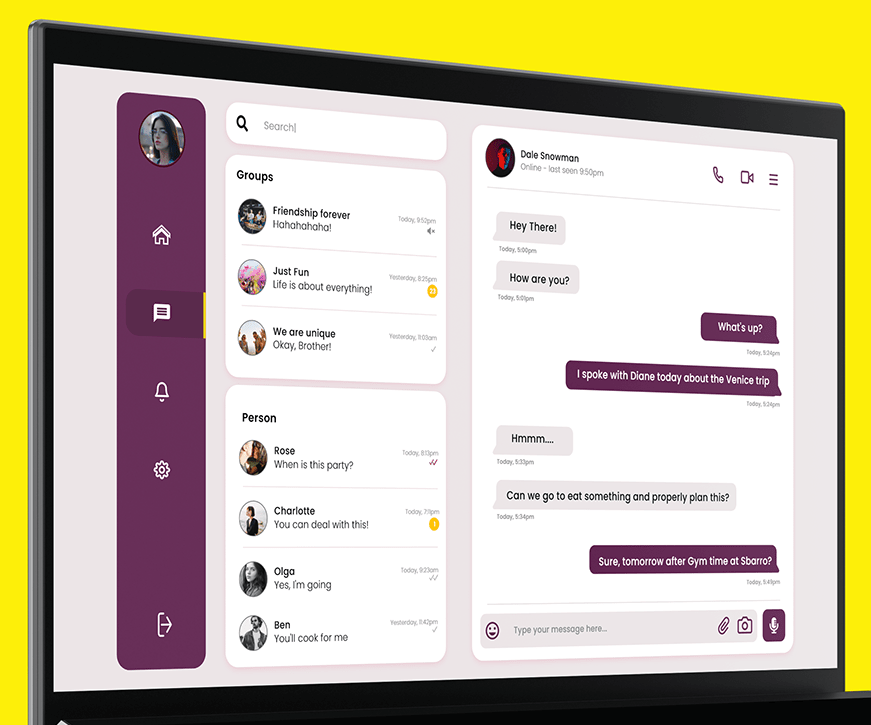 Search
Groups
Friendship forever
Today, 9:52pm
Hahahahaha!
Just Fun
Yesterday, 8:25pm
Life is about everything!
23
We are unique
Yesterday, 11:03am
Okay, Brother!
Person
Rose
Today, 8:13pm
When is this party?
Charlotte
Today, 7:11pm
You can deal with this!
1
Olga
Today, 9:23am
Yes, I'm going
Ben
Yesterday, 11:42pm
You'll cook for me
Dale Snowman
Online - last seen 9:50pm
Hey There!
Today, 5:00pm
How are you?
Today, 5:01pm
What's up?
Today, 5:24pm
I spoke with Diane today about the Venice trip
Today, 5:24pm
Hmmm....
Today, 5:33pm
Can we go to eat something and properly plan this?
Today, 5:34pm
Sure, tomorrow after Gym time at Sbarro?
Today, 5:49pm
Type your message here...